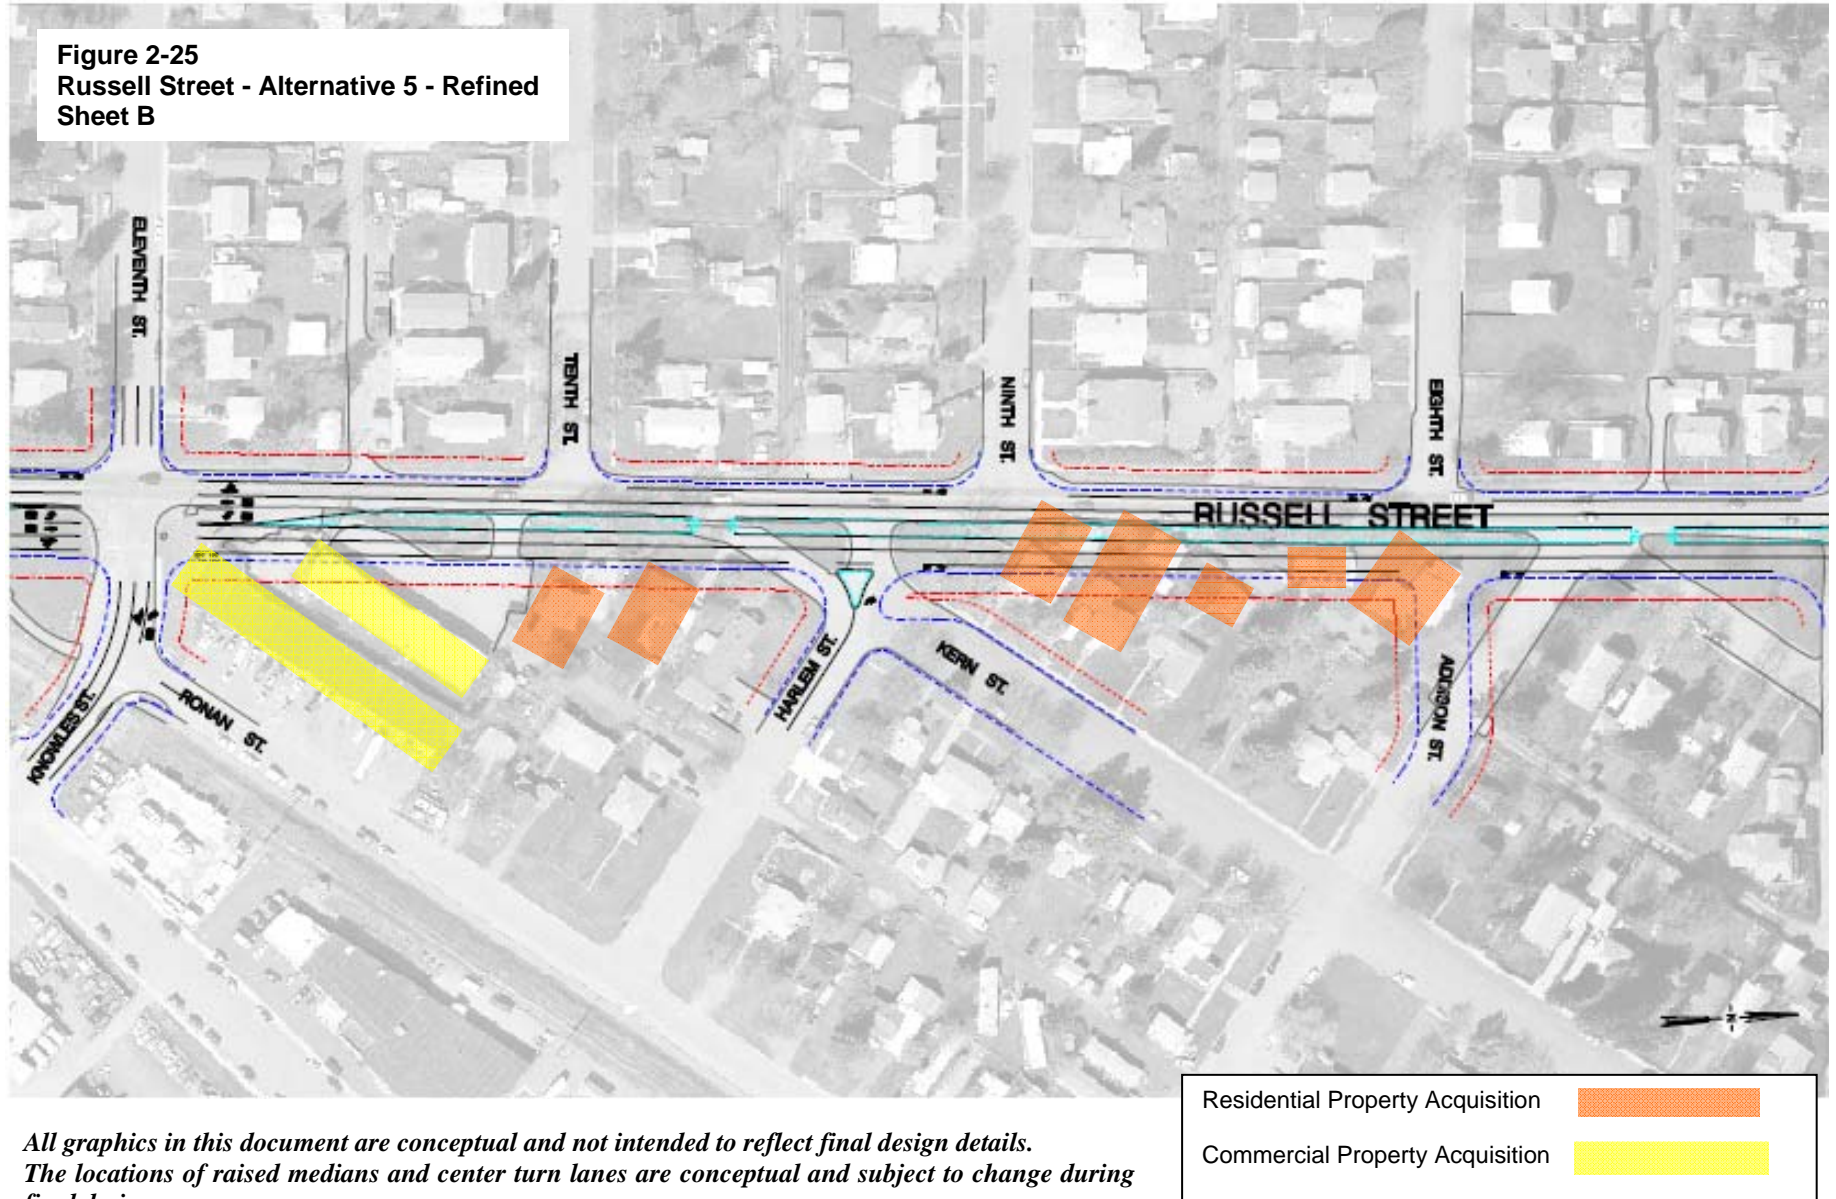 Figure 2-25
Russell Street - Alternative 5 - Refined
Sheet B
ELEVENTH ST.
TENTH ST.
NINTH ST.
EIGHTH ST.
RUSSELL STREET
KNOWLES ST.
RONAN ST.
HARLEM ST.
KERN ST.
ADDISON ST.
N
Residential Property Acquisition
Commercial Property Acquisition
All graphics in this document are conceptual and not intended to reflect final design details.
The locations of raised medians and center turn lanes are conceptual and subject to change during